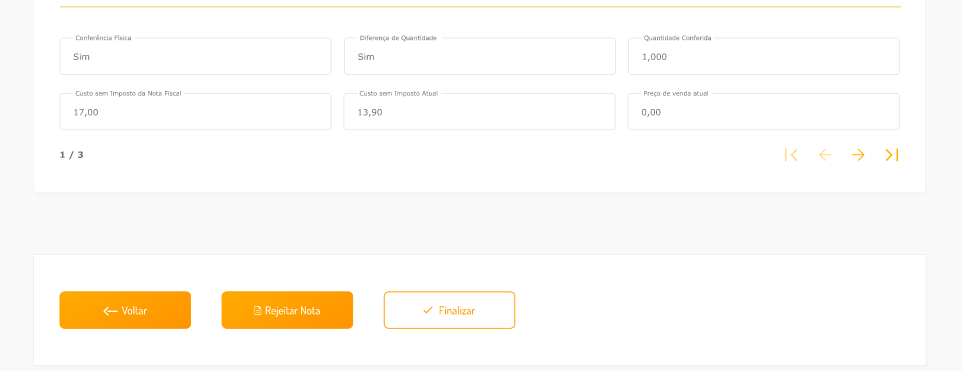 Conferência Física Diferença de Quantidade Quantidade Conferida
Sim Sim 1,000
Custo sem Imposto da Nota Fiscal Custo sem Imposto Atual Preço de venda atual
17,00 13,90 0,00
1 / 3
Voltar Rejeitar Nota Finalizar